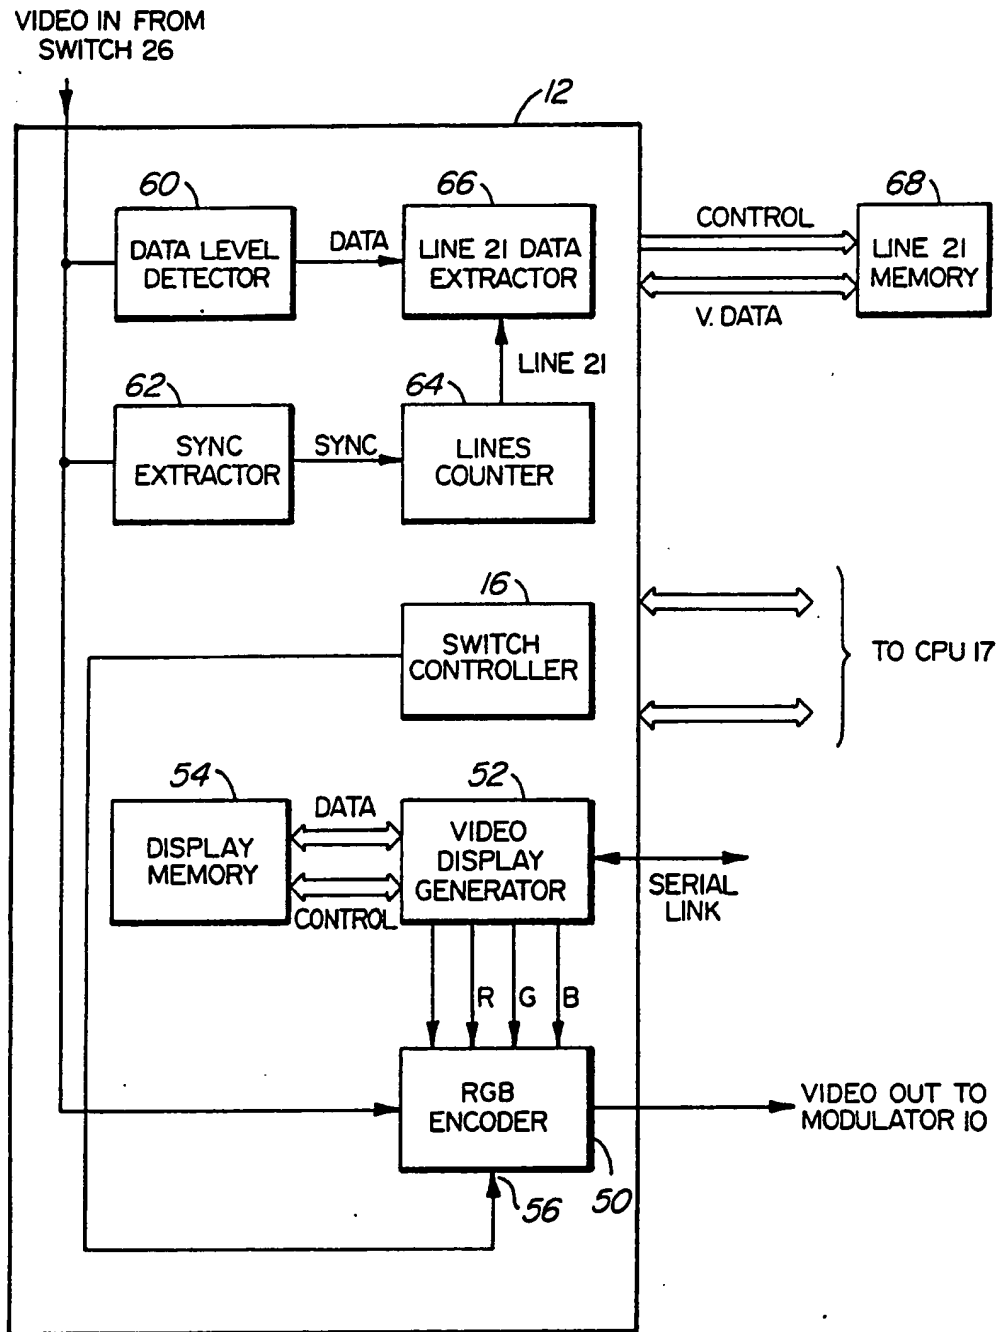 VIDEO IN FROM
SWITCH 26
12
60
66
68
DATA LEVEL
DETECTOR
DATA
LINE 21 DATA
EXTRACTOR
CONTROL
LINE 21
MEMORY
V. DATA
LINE 21
62
64
SYNC
EXTRACTOR
SYNC
LINES
COUNTER
16
SWITCH
CONTROLLER
TO CPU 17
54
52
DISPLAY
MEMORY
DATA
CONTROL
VIDEO
DISPLAY
GENERATOR
SERIAL
LINK
R
G
B
RGB
ENCODER
VIDEO OUT TO
MODULATOR 10
56
50